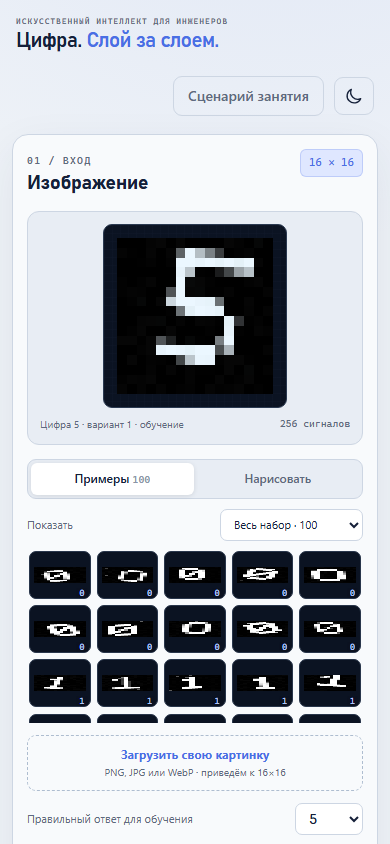 ИСКУССТВЕННЫЙ ИНТЕЛЛЕКТ ДЛЯ ИНЖЕНЕРОВ
Цифра. Слой за слоем.
Сценарий занятия
01 / ВХОД
16 × 16
Изображение
Цифра 5 · вариант 1 · обучение
256 сигналов
Примеры 100
Нарисовать
Показать
Весь набор · 100
0 0 0 0 0
0 0 0 0 0
1 1 1 1 1
Загрузить свою картинку
PNG, JPG или WebP · приведём к 16×16
Правильный ответ для обучения
5